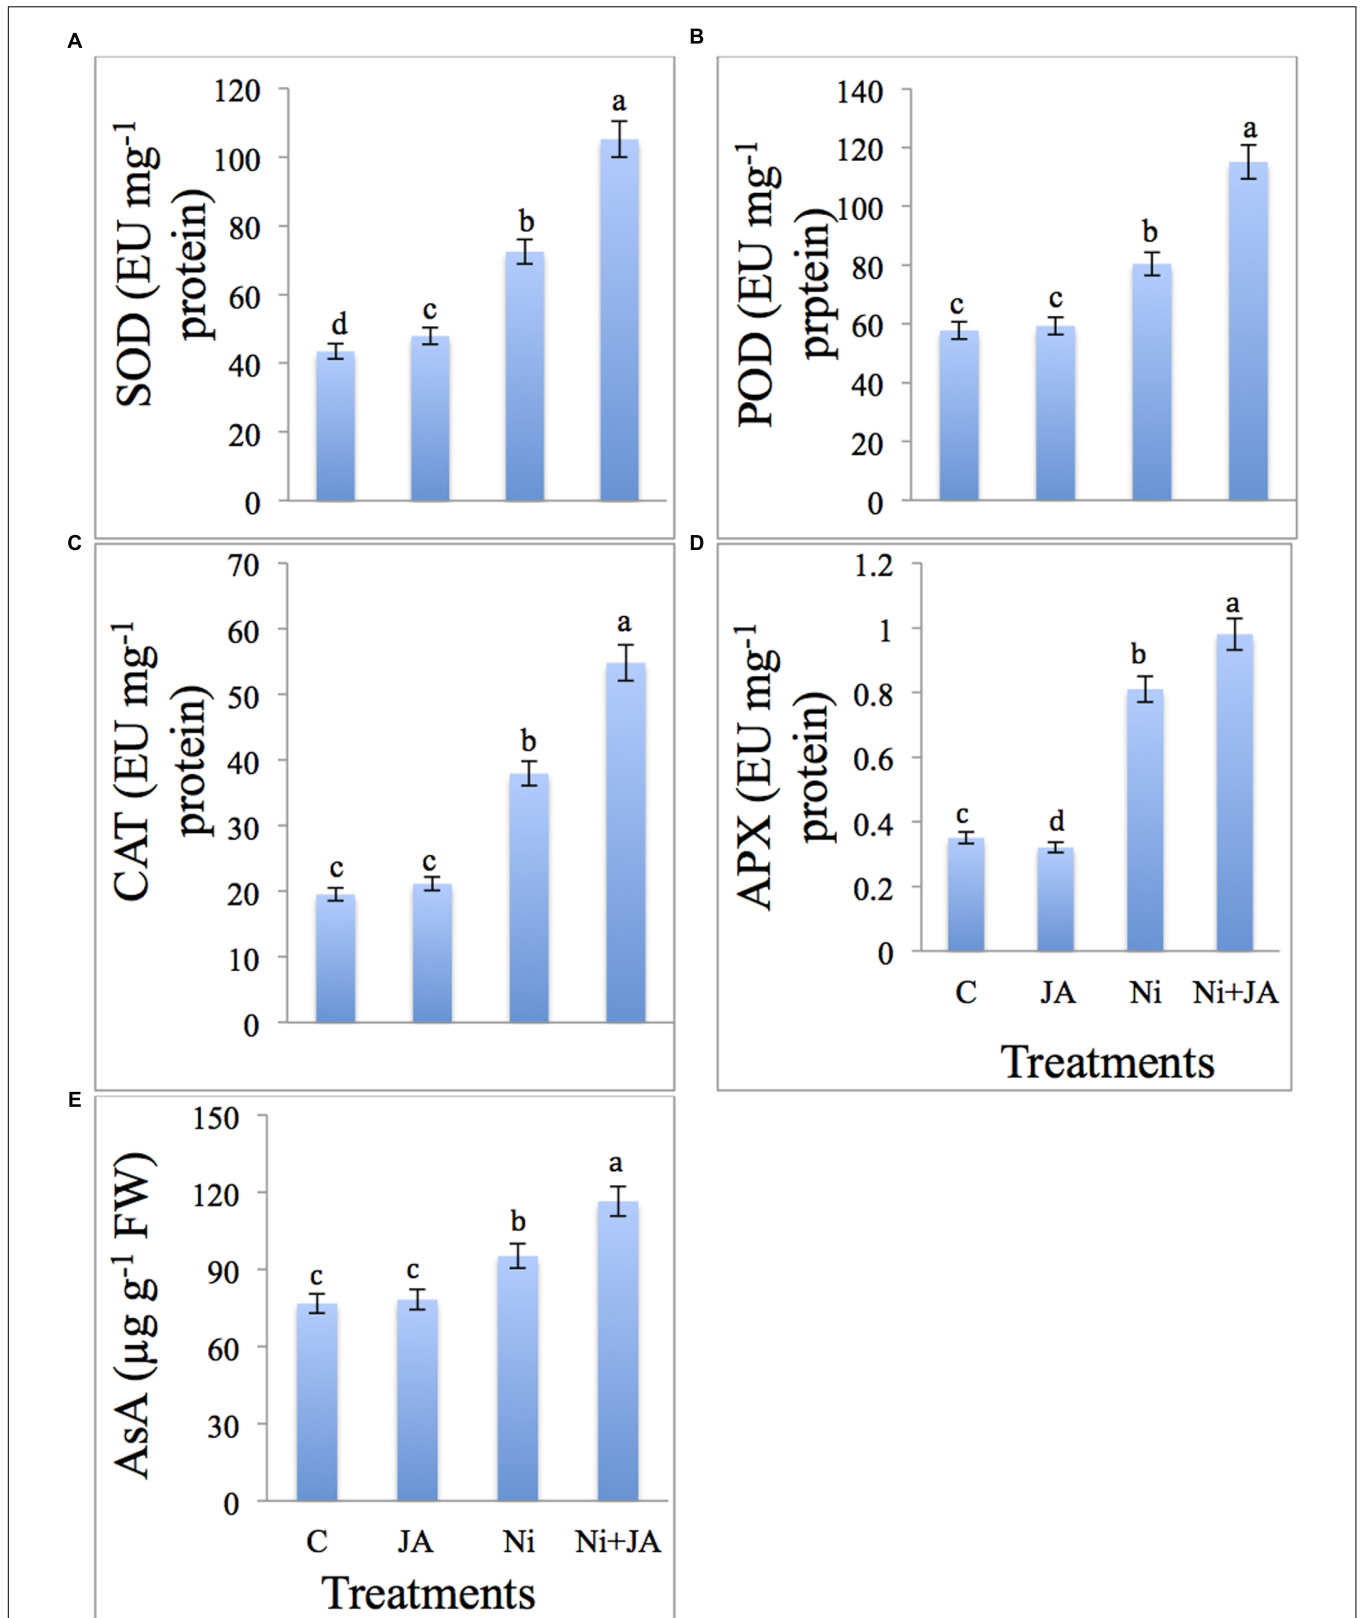 A
SOD (EU mg-1
protein)
120
100
80
60
40
20
0
d
c
b
a
B
POD (EU mg-1
prptein)
140
120
100
80
60
40
20
0
c
c
b
a
C
CAT (EU mg-1
protein)
70
60
50
40
30
20
10
0
c
c
b
a
D
APX (EU mg-1
protein)
1.2
1
0.8
0.6
0.4
0.2
0
c
d
b
a
C JA Ni Ni+JA
Treatments
E
AsA (µg g-1 FW)
150
120
90
60
30
0
c
c
b
a
C JA Ni Ni+JA
Treatments